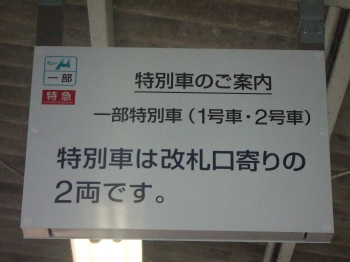 特別車のご案内
一部
特急
一部特別車（1号車・2号車）
特別車は改札口寄りの
2両です。